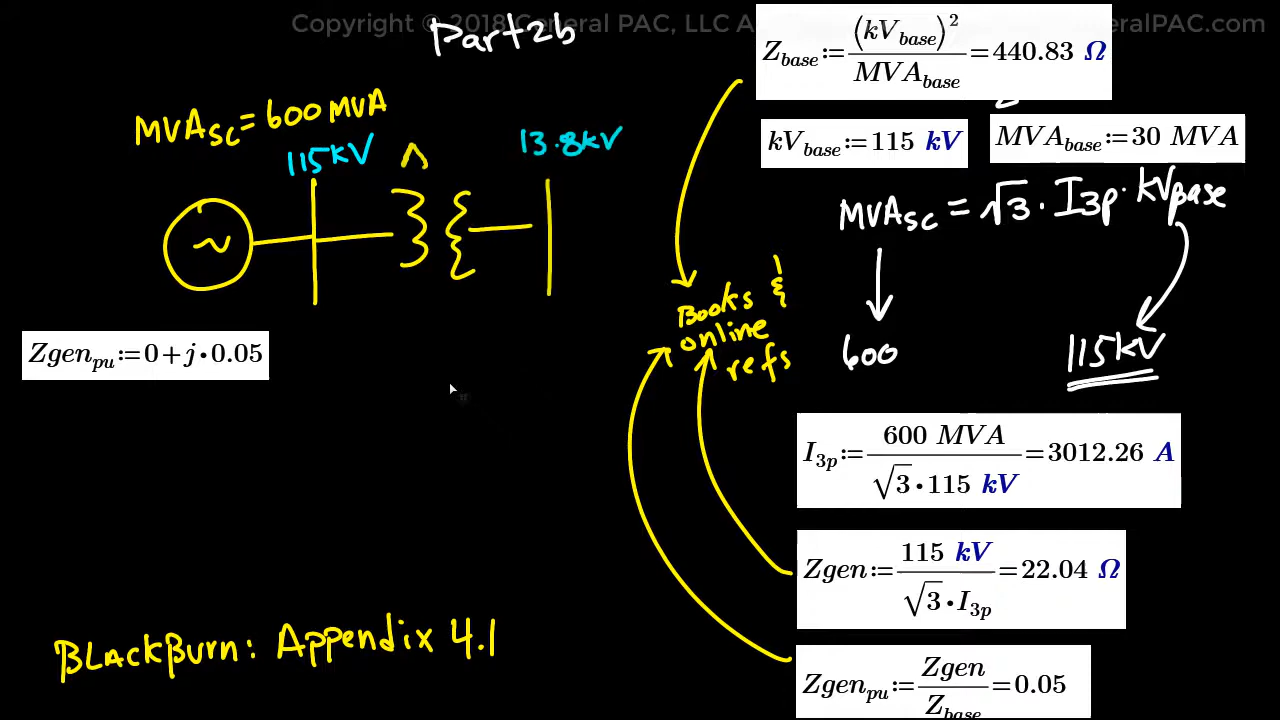 Copyright © 2018 General PAC, LLC A
eralPAC.com
Part 2b
MVAsc = 600 MVA
115kV
13.8kV
Zgen_pu := 0 + j • 0.05
BLackBurn: Appendix 4.1
Z_base := (kV_base)^2 / MVA_base = 440.83 Ω
kV_base := 115 kV
MVA_base := 30 MVA
MVAsc = √3 · I3p · kVbase
600
115kV
Books &
online
refs
I_3p := 600 MVA / √3 • 115 kV = 3012.26 A
Zgen := 115 kV / √3 • I_3p = 22.04 Ω
Zgen_pu := Zgen / Z_base = 0.05